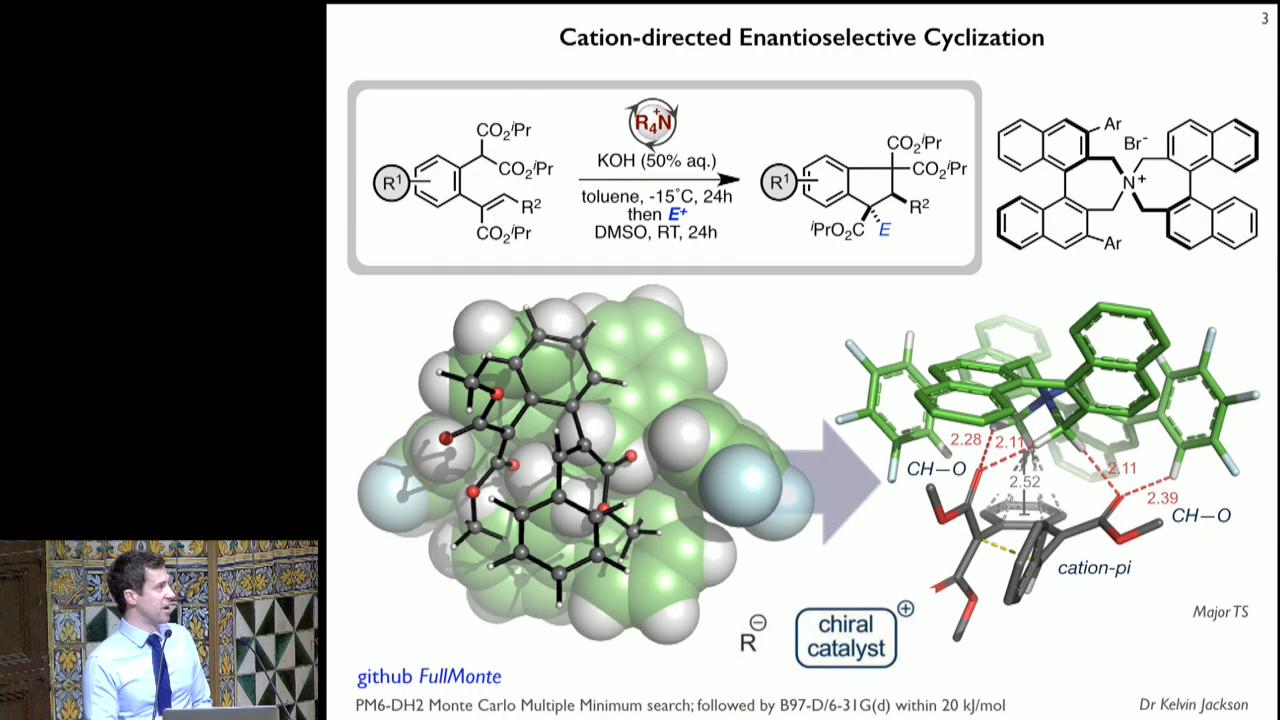 3
Cation-directed Enantioselective Cyclization
CO₂ⁱPr
CO₂ⁱPr
R¹
R²
CO₂ⁱPr
R₄N⁺
KOH (50% aq.)
toluene, -15˚C, 24h
then E⁺
DMSO, RT, 24h
CO₂ⁱPr
CO₂ⁱPr
R¹
R²
ⁱPrO₂C
E
Ar
Br⁻
N⁺
Ar
2.28
2.11
CH—O
2.52
2.11
2.39
CH—O
cation-pi
Major TS
R⊖
chiral
catalyst
⊕
github FullMonte
PM6-DH2 Monte Carlo Multiple Minimum search; followed by B97-D/6-31G(d) within 20 kJ/mol
Dr Kelvin Jackson